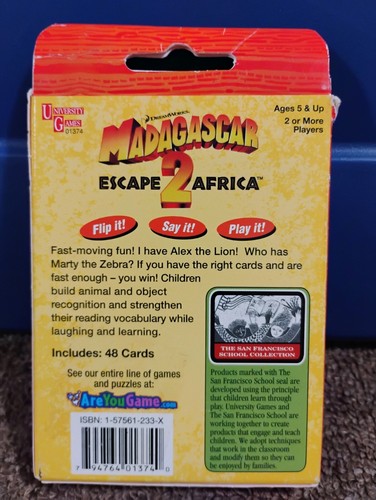 UNIVERSITY
GAMES
01374
Ages 5 & Up
2 or More
Players
DREAMWORKS
MADAGASCAR
ESCAPE 2 AFRICA™
Flip it! Say it! Play it!
Fast-moving fun! I have Alex the Lion! Who has
Marty the Zebra? If you have the right cards and are
fast enough – you win! Children
build animal and object
recognition and strengthen
their reading vocabulary while
laughing and learning.
Includes: 48 Cards
See our entire line of games
and puzzles at:
AreYouGame.com
ISBN: 1-57561-233-X
7 94764 01374 0
THE SAN FRANCISCO
SCHOOL COLLECTION
Products marked with The
San Francisco School seal are
developed using the principle
that children learn through
play. University Games and
The San Francisco School are
working together to create
products that engage and teach
children. We adopt techniques
that work in the classroom
and modify them so they can
be enjoyed by families.